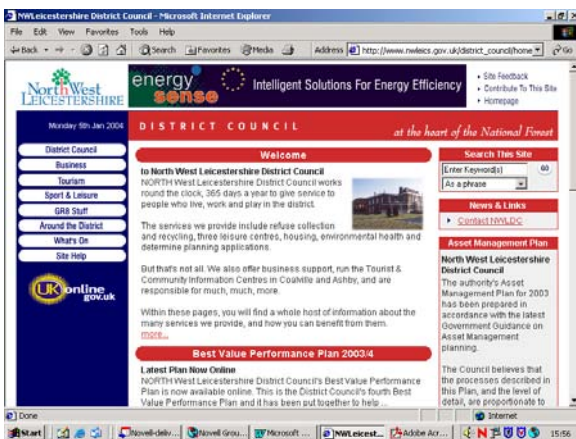 NWLeicestershire District Council - Microsoft Internet Explorer
File Edit View Favorites Tools Help
Back Search Favorites Media Address http://www.nwleics.gov.uk/district_council/home Go
North West
LEICESTERSHIRE
energy
sense
Intelligent Solutions For Energy Efficiency
Site Feedback
Contribute To This Site
Homepage
Monday 5th Jan 2004
DISTRICT COUNCIL
at the heart of the National Forest
District Council
Business
Tourism
Sport & Leisure
GR8 Stuff
Around the District
What's On
Site Help
UK online
gov.uk
Welcome
to North West Leicestershire District Council
NORTH West Leicestershire District Council works
round the clock, 365 days a year to give service to
people who live, work and play in the district.
The services we provide include refuse collection
and recycling, three leisure centres, housing, environmental health and
determine planning applications.
But thats not all. We also offer business support, run the Tourist &
Community Information Centres in Coalville and Ashby, and are
responsible for much, much, more.
Within these pages, you will find a whole host of information about the
many services we provide, and how you can benefit from them.
more...
Best Value Performance Plan 2003/4
Latest Plan Now Online
NORTH West Leicestershire District Council's Best Value Performance
Plan is now available online. This is the District Council's fourth Best
Value Performance Plan and it has been put together to help ...
Search This Site
Enter Keyword(s)
GO
As a phrase
News & Links
Contact NWLDC
Asset Management Plan
North West Leicestershire
District Council
The authority's Asset
Management Plan for 2003
has been prepared in
accordance with the latest
Government Guidance on
Asset Management
planning.
The Council believes that
the processes described in
this Plan, and the level of
detail, are proportionate to
Done
Internet
Start
Novell-deliv...
Novell Grou...
Microsoft ...
NWLeicest...
Adobe Acr...
15:56